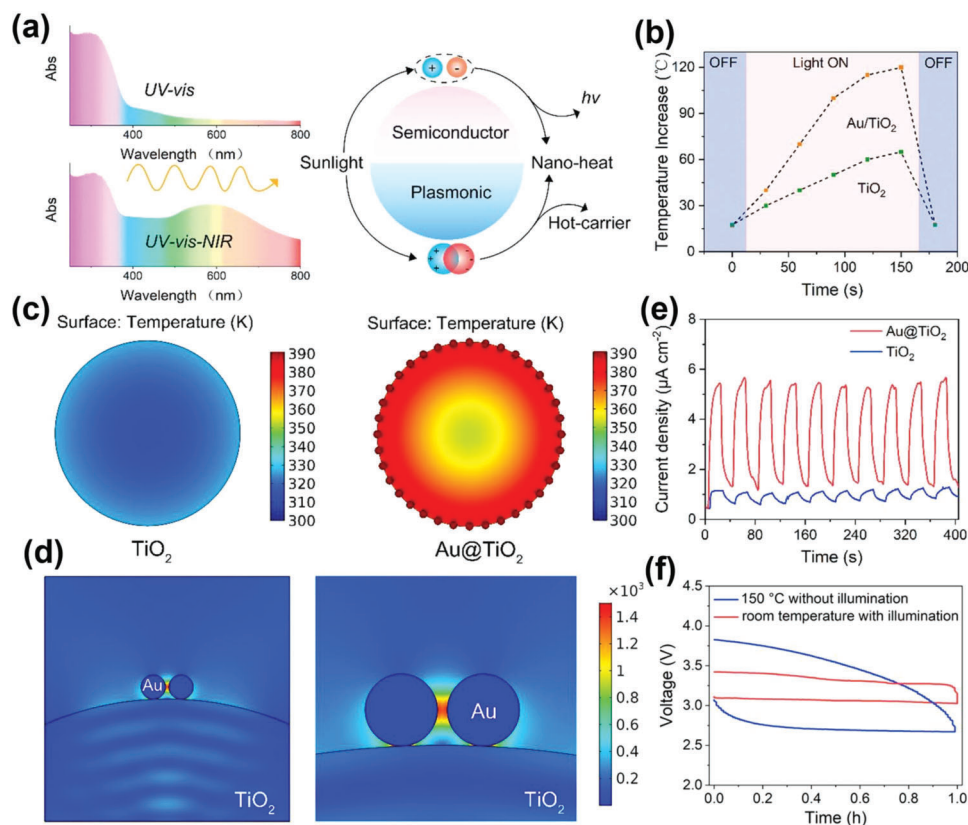 (a)
Abs
UV-vis
400
600
800
Wavelength (nm)
Abs
UV-vis-NIR
400
600
800
Wavelength (nm)
+
-
hν
Semiconductor
Sunlight
Nano-heat
Plasmonic
Hot-carrier
+ + + +
- - - -
(b)
OFF
Light ON
OFF
Temperature Increase (℃)
120
90
60
30
0
Au/TiO2
TiO2
0
50
100
150
200
Time (s)
(c)
Surface: Temperature (K)
390
380
370
360
350
340
330
320
310
300
TiO2
Surface: Temperature (K)
390
380
370
360
350
340
330
320
310
300
Au@TiO2
(d)
Au
TiO2
Au
TiO2
×10³
1.4
1.2
1.0
0.8
0.6
0.4
0.2
(e)
Au@TiO2
TiO2
Current density (μA cm-2)
8
6
4
2
0
0
80
160
240
320
400
Time (s)
(f)
150 °C without illumination
room temperature with illumination
Voltage (V)
4.5
4.0
3.5
3.0
2.5
2.0
0.0
0.2
0.4
0.6
0.8
1.0
Time (h)